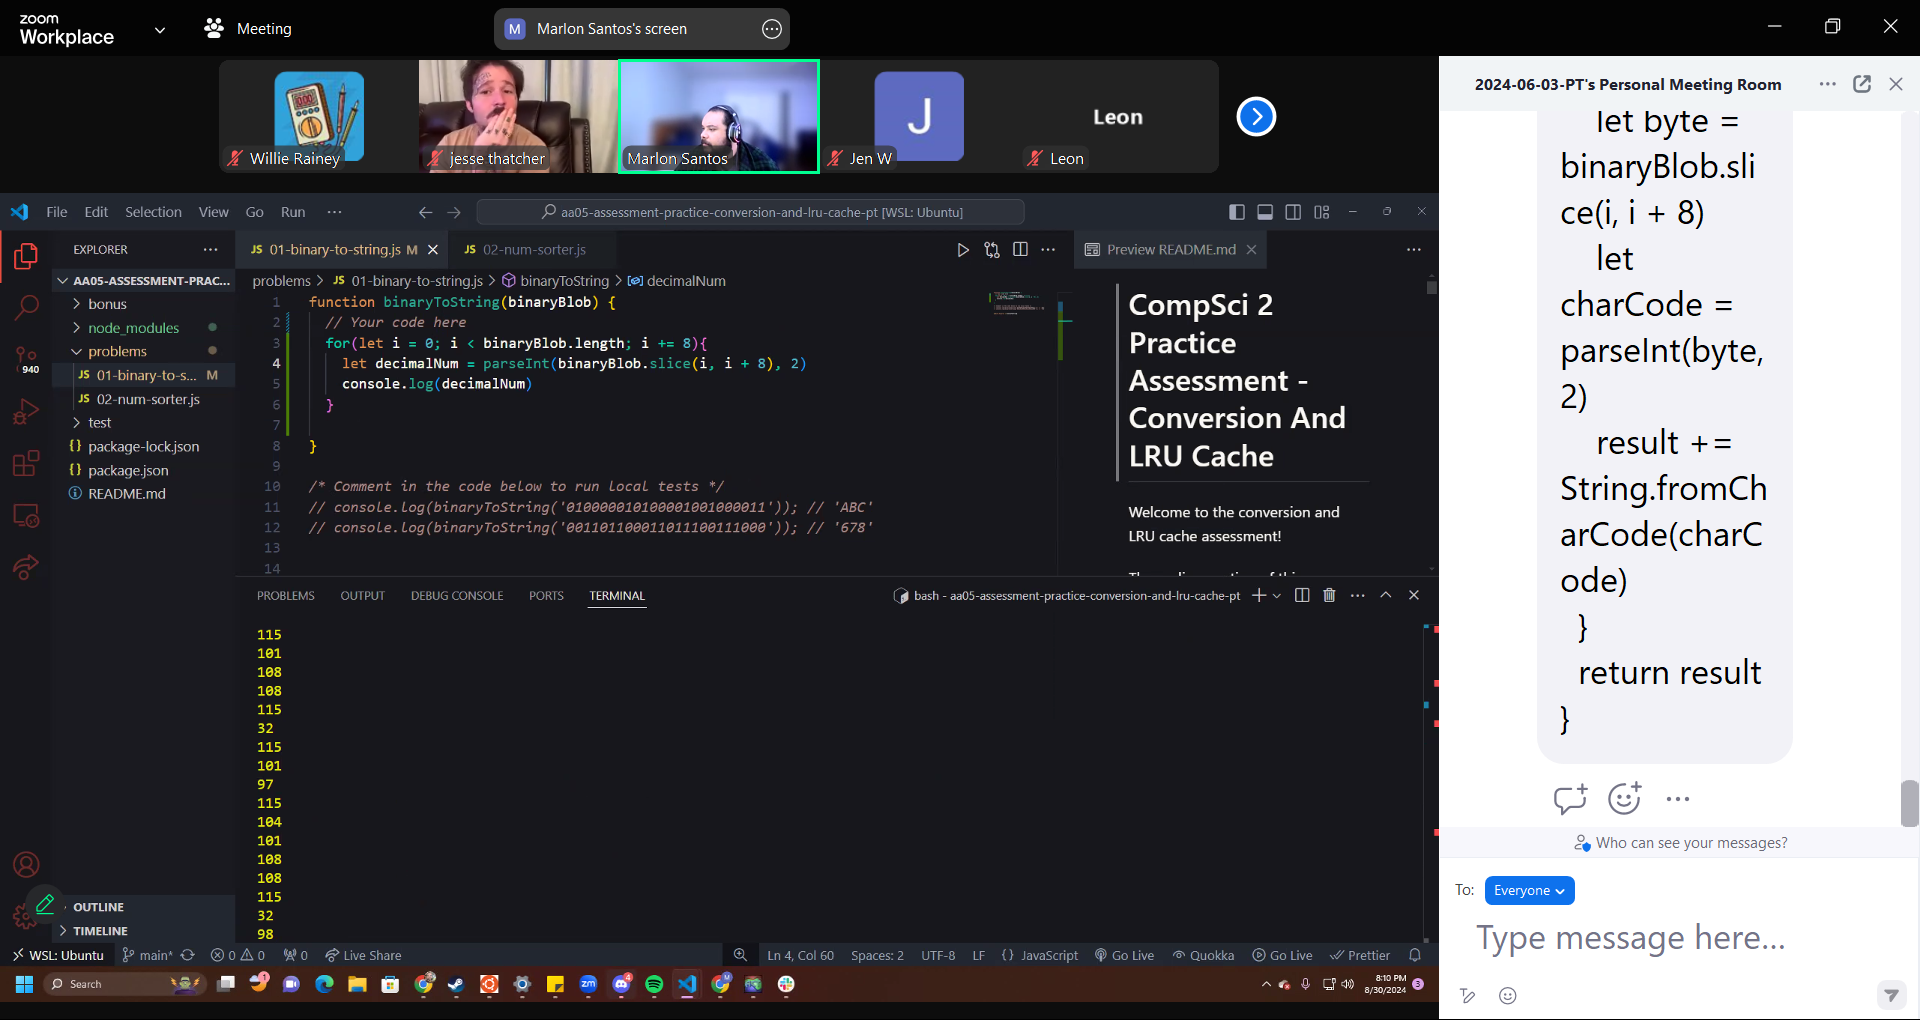 zoom
Workplace
Meeting
M Marlon Santos's screen
Willie Rainey
jesse thatcher
Marlon Santos
J
Jen W
Leon
Leon
File Edit Selection View Go Run
aa05-assessment-practice-conversion-and-lru-cache-pt [WSL: Ubuntu]
EXPLORER
AA05-ASSESSMENT-PRAC...
bonus
node_modules
problems
JS 01-binary-to-s... M
JS 02-num-sorter.js
test
{} package-lock.json
{} package.json
README.md
OUTLINE
TIMELINE
940
JS 01-binary-to-string.js M
JS 02-num-sorter.js
problems > JS 01-binary-to-string.js > binaryToString > decimalNum
1 function binaryToString(binaryBlob) {
2 // Your code here
3 for(let i = 0; i < binaryBlob.length; i += 8){
4 let decimalNum = parseInt(binaryBlob.slice(i, i + 8), 2)
5 console.log(decimalNum)
6 }
7
8 }
9
10 /* Comment in the code below to run local tests */
11 // console.log(binaryToString('010000010100001001000011')); // 'ABC'
12 // console.log(binaryToString('001101100011011100111000')); // '678'
13
14
Preview README.md
CompSci 2
Practice
Assessment -
Conversion And
LRU Cache
Welcome to the conversion and
LRU cache assessment!
PROBLEMS OUTPUT DEBUG CONSOLE PORTS TERMINAL
bash - aa05-assessment-practice-conversion-and-lru-cache-pt
115
101
108
108
115
32
115
101
97
115
104
101
108
108
115
32
98
WSL: Ubuntu main* 0 0 0 Live Share
Ln 4, Col 60 Spaces: 2 UTF-8 LF {} JavaScript Go Live Quokka Go Live Prettier
Search
8:10 PM
8/30/2024
2024-06-03-PT's Personal Meeting Room
let byte =
binaryBlob.sli
ce(i, i + 8)
let
charCode =
parseInt(byte,
2)
result +=
String.fromCh
arCode(charC
ode)
}
return result
}
Who can see your messages?
To: Everyone
Type message here...